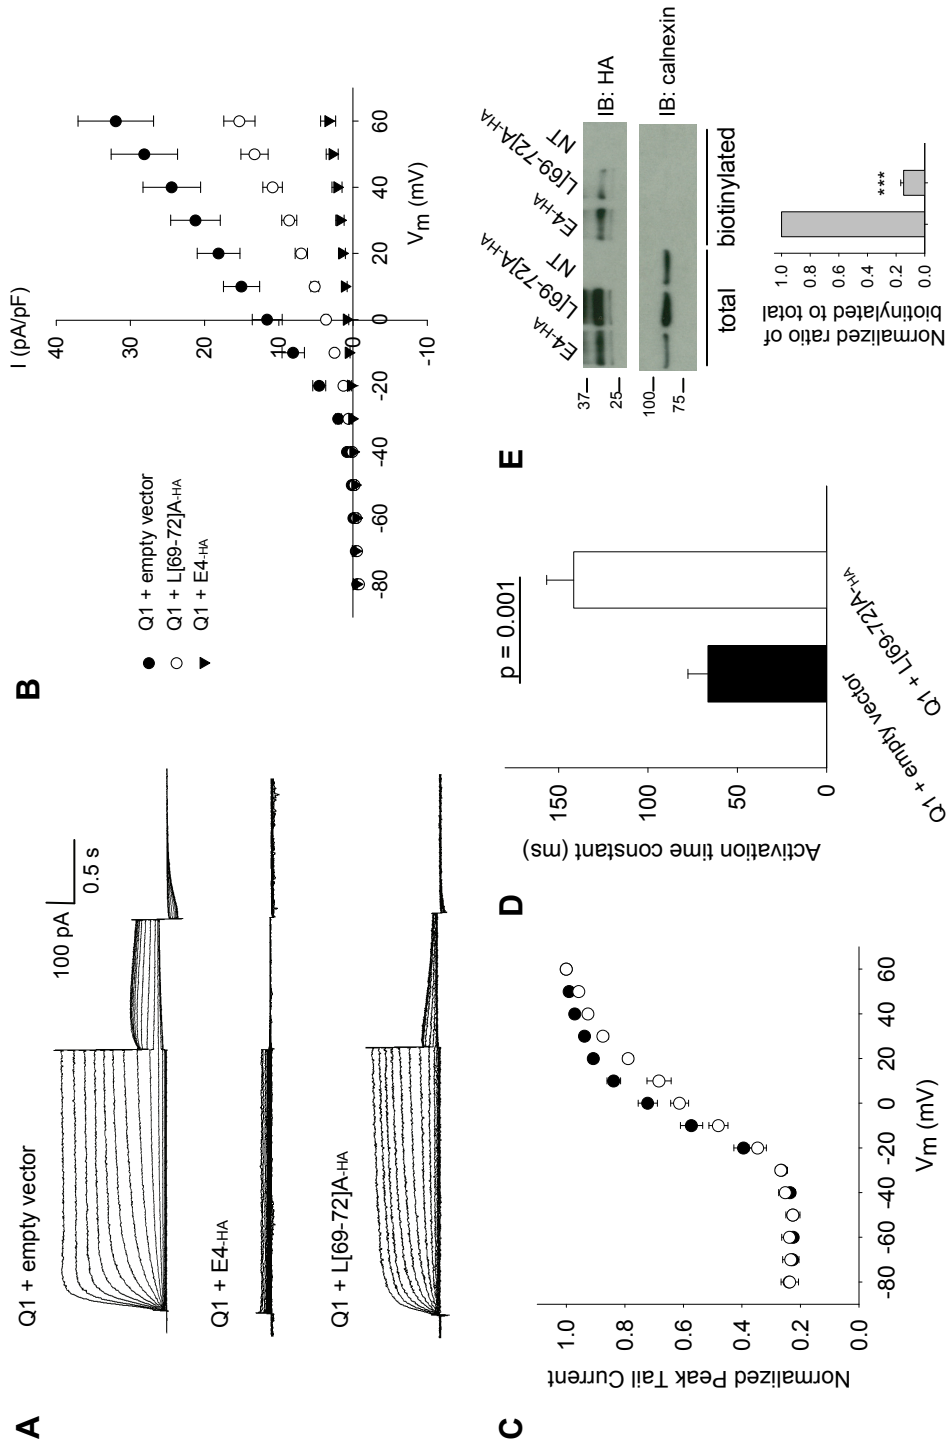 A
Q1 + empty vector
100 pA
0.5 s
Q1 + E4-HA
Q1 + L[69-72]A-HA
B
I (pA/pF)
40
30
20
10
0
-10
-80
-60
-40
-20
0
20
40
60
Vm (mV)
Q1 + empty vector
Q1 + L[69-72]A-HA
Q1 + E4-HA
C
Normalized Peak Tail Current
1.0
0.8
0.6
0.4
0.2
0.0
-80
-60
-40
-20
0
20
40
60
Vm (mV)
D
Activation time constant (ms)
150
100
50
0
p = 0.001
Q1 + empty vector
Q1 + L[69-72]A-HA
E
E4-HA
L[69-72]A-HA
NT
E4-HA
L[69-72]A-HA
NT
37
25
IB: HA
100
75
IB: calnexin
total
biotinylated
Normalized ratio of
biotinylated to total
1.0
0.8
0.6
0.4
0.2
0.0
***